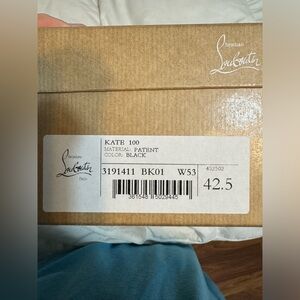 Christian
Louboutin
Christian
Louboutin
Paris
KATE 100
MATERIAL: PATENT
COLOR: BLACK
3191411 BK01 W53
42.5